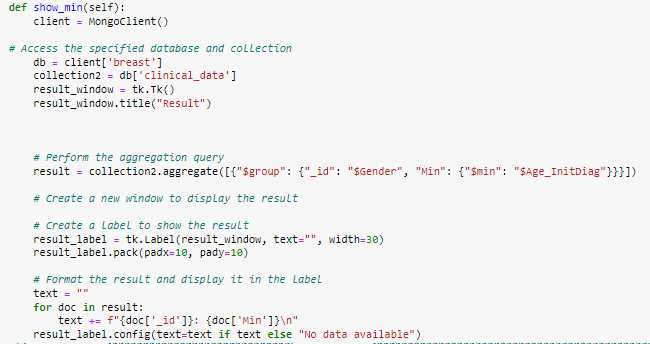 def show_min(self):
    client = MongoClient()
# Access the specified database and collection
    db = client['breast']
    collection2 = db['clinical_data']
    result_window = tk.Tk()
    result_window.title("Result")
    # Perform the aggregation query
    result = collection2.aggregate([{"$group": {"_id": "$Gender", "Min": {"$min": "$Age_InitDiag"}}}])
    # Create a new window to display the result
    # Create a label to show the result
    result_label = tk.Label(result_window, text="", width=30)
    result_label.pack(padx=10, pady=10)
    # Format the result and display it in the label
    text = ""
    for doc in result:
        text += f"{doc['_id']}: {doc['Min']}\n"
    result_label.config(text=text if text else "No data available")